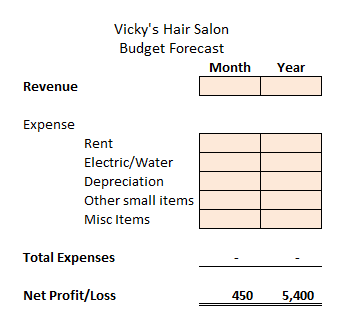 Vicky's Hair Salon
Budget Forecast
Month Year
Revenue
Expense
Rent
Electric/Water
Depreciation
Other small items
Misc Items
Total Expenses - -
Net Profit/Loss 450 5,400